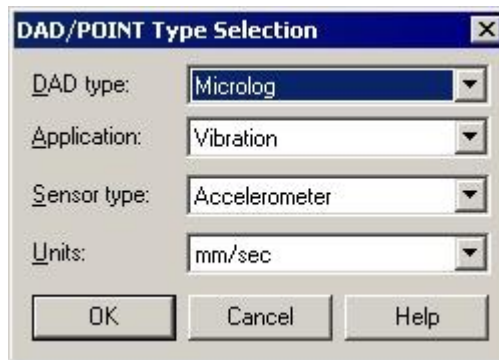 DAD/POINT Type Selection
DAD type: Microlog
Application: Vibration
Sensor type: Accelerometer
Units: mm/sec
OK Cancel Help